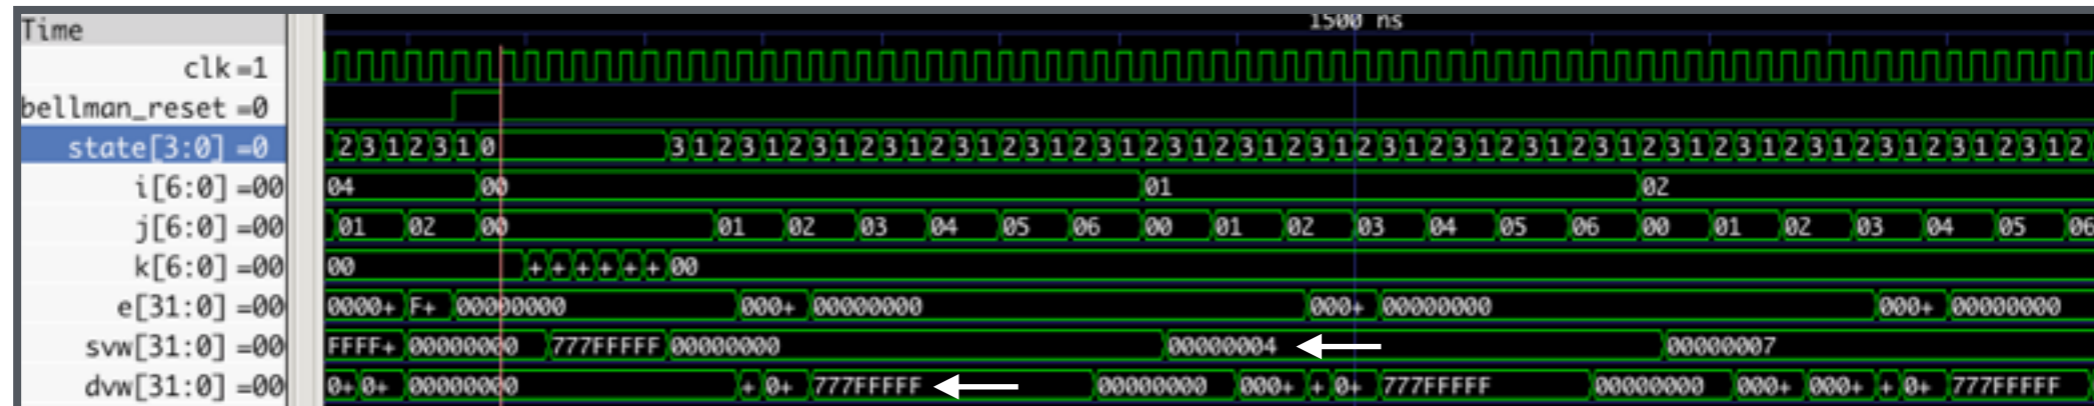 Time 1500 ns
clk=1
bellman_reset =0
state[3:0] =0 2 3 1 2 3 1 0 3 1 2 3 1 2 3 1 2 3 1 2 3 1 2 3 1 2 3 1 2 3 1 2 3 1 2 3 1 2 3 1 2 3 1 2 3 1 2 3 1 2 3 1 2 3 1 2 3 1 2 3 1 2 3 1 2 3 1 2
i[6:0] =00 04 00 01 02
j[6:0] =00 01 02 00 01 02 03 04 05 06 00 01 02 03 04 05 06 00 01 02 03 04 05 06
k[6:0] =00 00 + + + + + + 00
e[31:0] =00 0000+ F+ 00000000 000+ 00000000 000+ 00000000 000+ 00000000
svw[31:0] =00 FFFF+ 00000000 777FFFFF 00000000 00000004 00000007
dvw[31:0] =00 0+ 0+ 00000000 + 0+ 777FFFFF 00000000 000+ + 0+ 777FFFFF 00000000 000+ 000+ + 0+ 777FFFFF